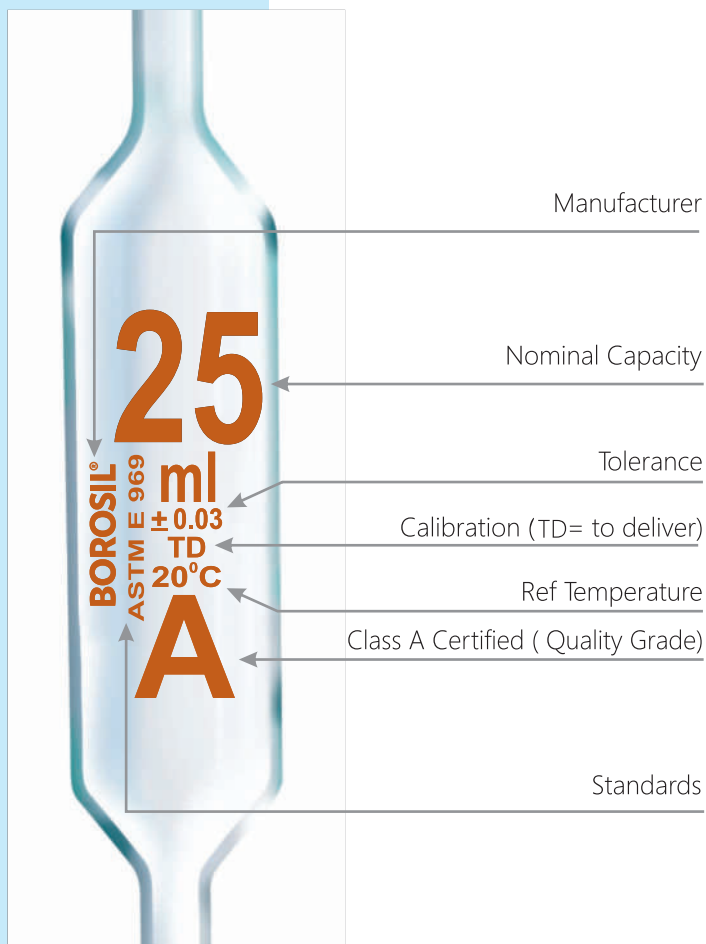 Manufacturer
25
Nominal Capacity
ml
Tolerance
± 0.03
Calibration (TD= to deliver)
TD
20⁰C
Ref Temperature
A
Class A Certified ( Quality Grade)
BOROSIL®
ASTM E 969
Standards